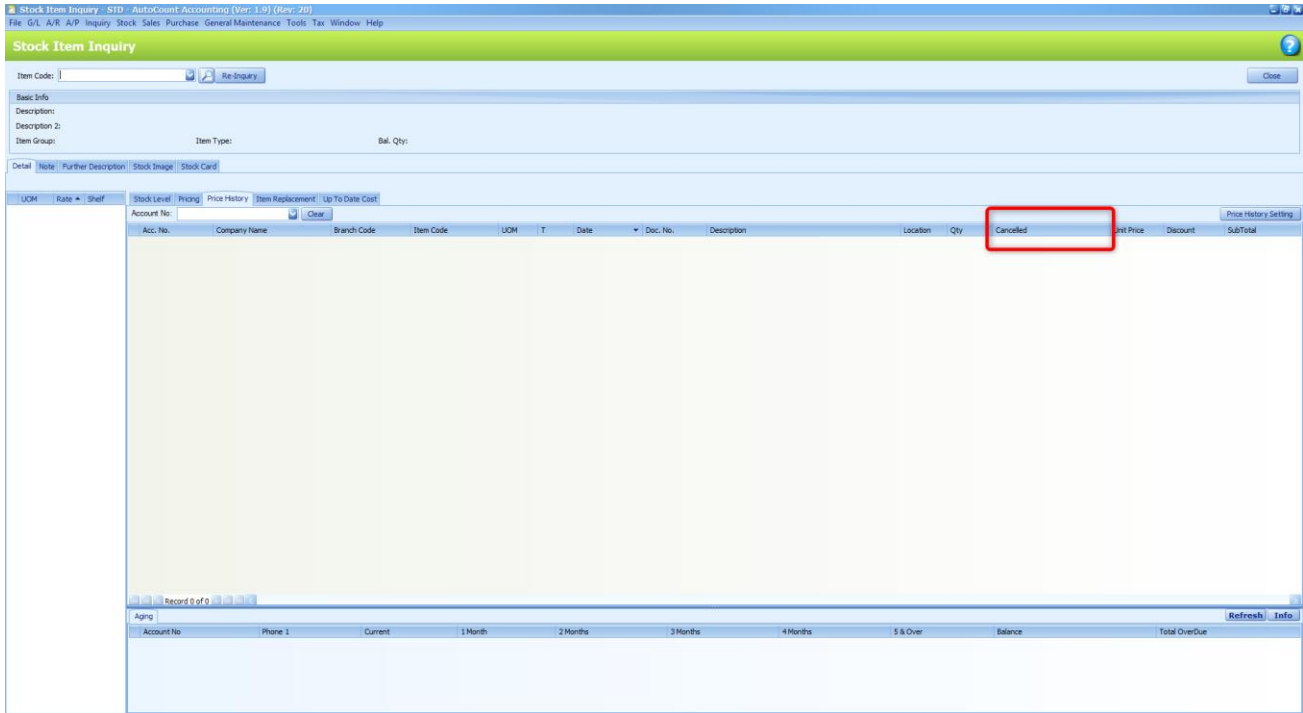 Stock Item Inquiry - STD - AutoCount Accounting (Ver: 1.9) (Rev: 20)
File G/L A/R A/P Inquiry Stock Sales Purchase General Maintenance Tools Tax Window Help
Stock Item Inquiry
Item Code: Re-Inquiry Close
Basic Info
Description:
Description 2:
Item Group: Item Type: Bal. Qty:
Detail Note Further Description Stock Image Stock Card
UOM Rate Shelf Stock Level Pricing Price History Item Replacement Up To Date Cost
Account No: Clear Price History Setting
Acc. No. Company Name Branch Code Item Code UOM T Date Doc. No. Description Location Qty Cancelled Unit Price Discount SubTotal
Record 0 of 0
Aging Refresh Info
Account No Phone 1 Current 1 Month 2 Months 3 Months 4 Months 5 & Over Balance Total OverDue